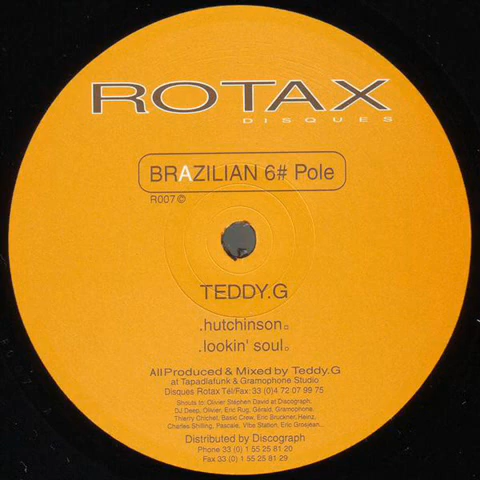 ROTAX
DISQUES
BRAZILIAN 6# Pole
R007©
TEDDY.G
.hutchinson
.lookin' soul
All Produced & Mixed by Teddy.G
at Tapadlafunk & Gramophone Studio
Disques Rotax Tél/Fax: 33 (0)4 72 07 99 75
Shouts to: Olivier Stephen David at Discograph,
DJ Deep, Olivier, Eric Rug, Gérald, Gramophone,
Thierry Chichet, Basic Crew, Eric Bruckner, Heinz,
Charles Shilling, Pascale, Vibe Station, Eric Grosjean...
Distributed by Discograph
Phone 33 (0) 1 55 25 81 20
Fax 33 (0) 1 55 25 81 29